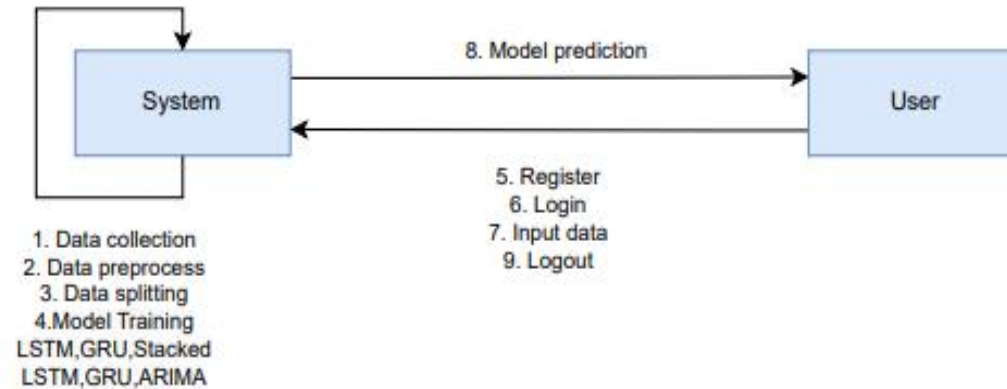 8. Model prediction
System
User
5. Register
6. Login
7. Input data
9. Logout
1. Data collection
2. Data preprocess
3. Data splitting
4.Model Training
LSTM,GRU,Stacked
LSTM,GRU,ARIMA